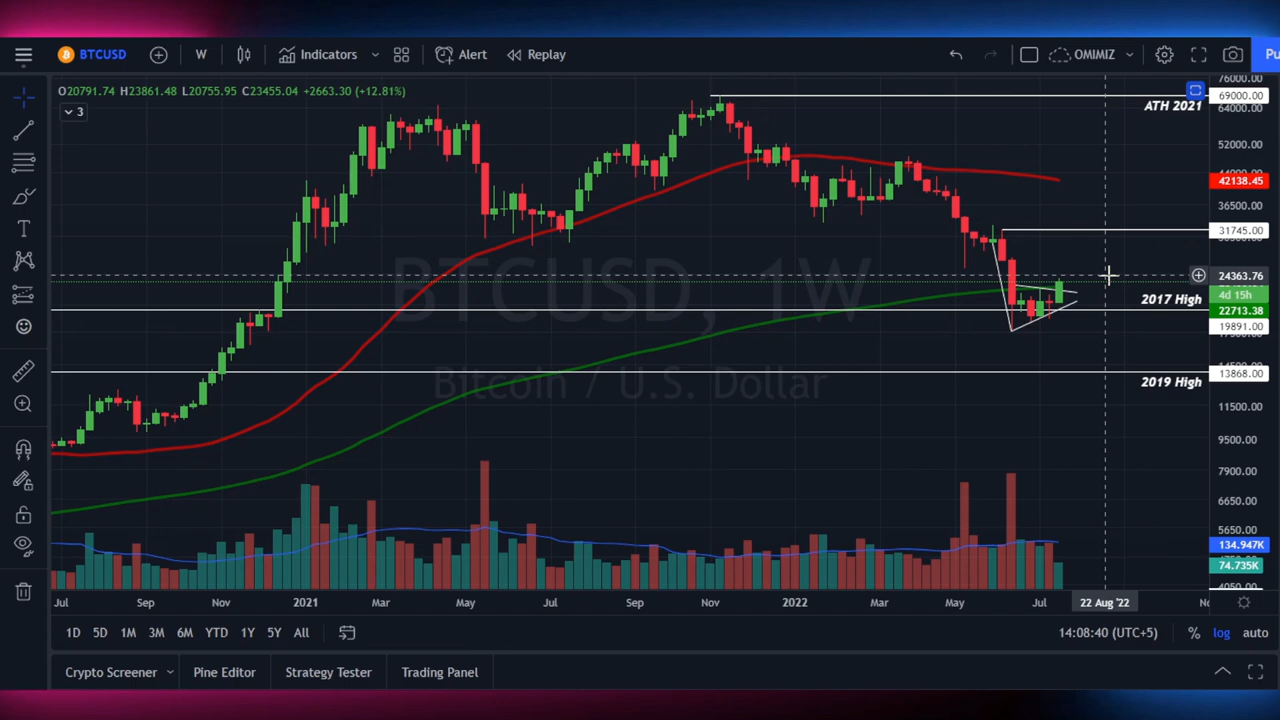 BTCUSD W Indicators Alert Replay OMIMIZ Pu
O20791.74 H23861.48 L20755.95 C23455.04 +2663.30 (+12.81%)
3
76000.00
69000.00
ATH 2021
64000.00
52000.00
42138.45
36500.00
31745.00
BTCUSD, 1W
24363.76
4d 15h
2017 High
22713.38
19891.00
Bitcoin / U.S. Dollar
13868.00
2019 High
11500.00
9500.00
7900.00
6650.00
5650.00
134.947K
74.735K
4050.00
Jul Sep Nov 2021 Mar May Jul Sep Nov 2022 Mar May Jul 22 Aug '22
1D 5D 1M 3M 6M YTD 1Y 5Y All 14:08:40 (UTC+5) % log auto
Crypto Screener Pine Editor Strategy Tester Trading Panel